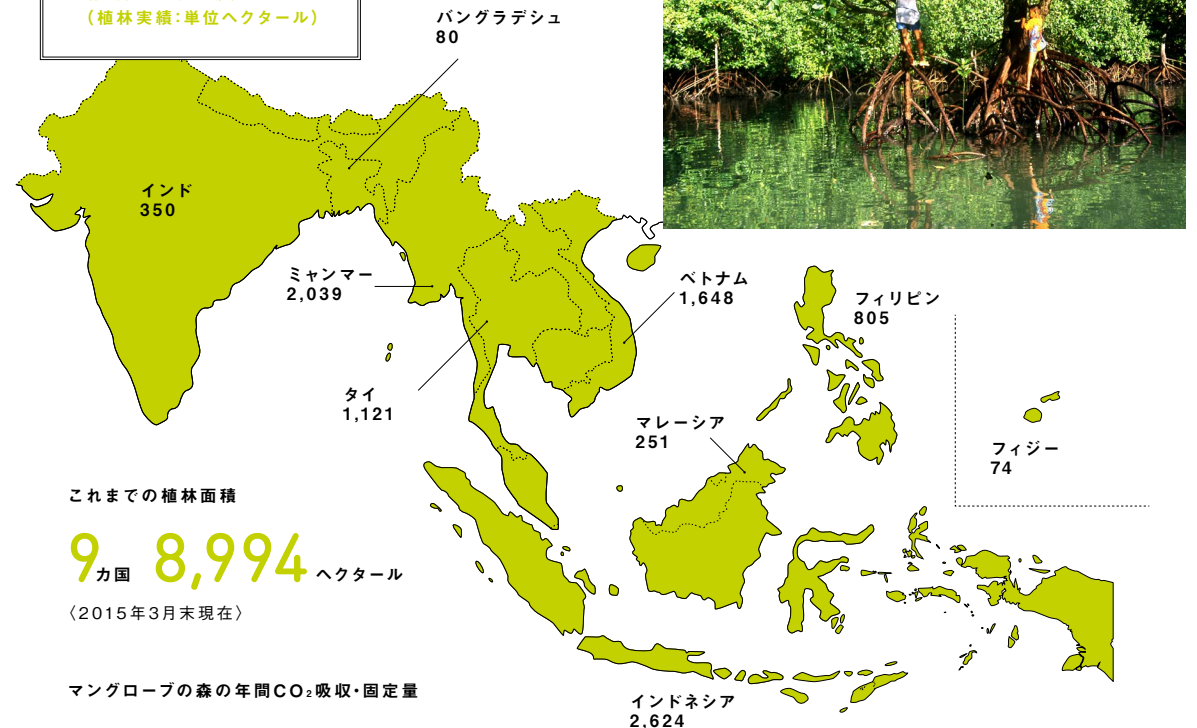 （植林実績：単位ヘクタール）
バングラデシュ
80
インド
350
ミャンマー
2,039
ベトナム
1,648
フィリピン
805
タイ
1,121
マレーシア
251
フィジー
74
これまでの植林面積
9カ国 8,994ヘクタール
〈2015年3月末現在〉
マングローブの森の年間CO₂吸収・固定量
インドネシア
2,624